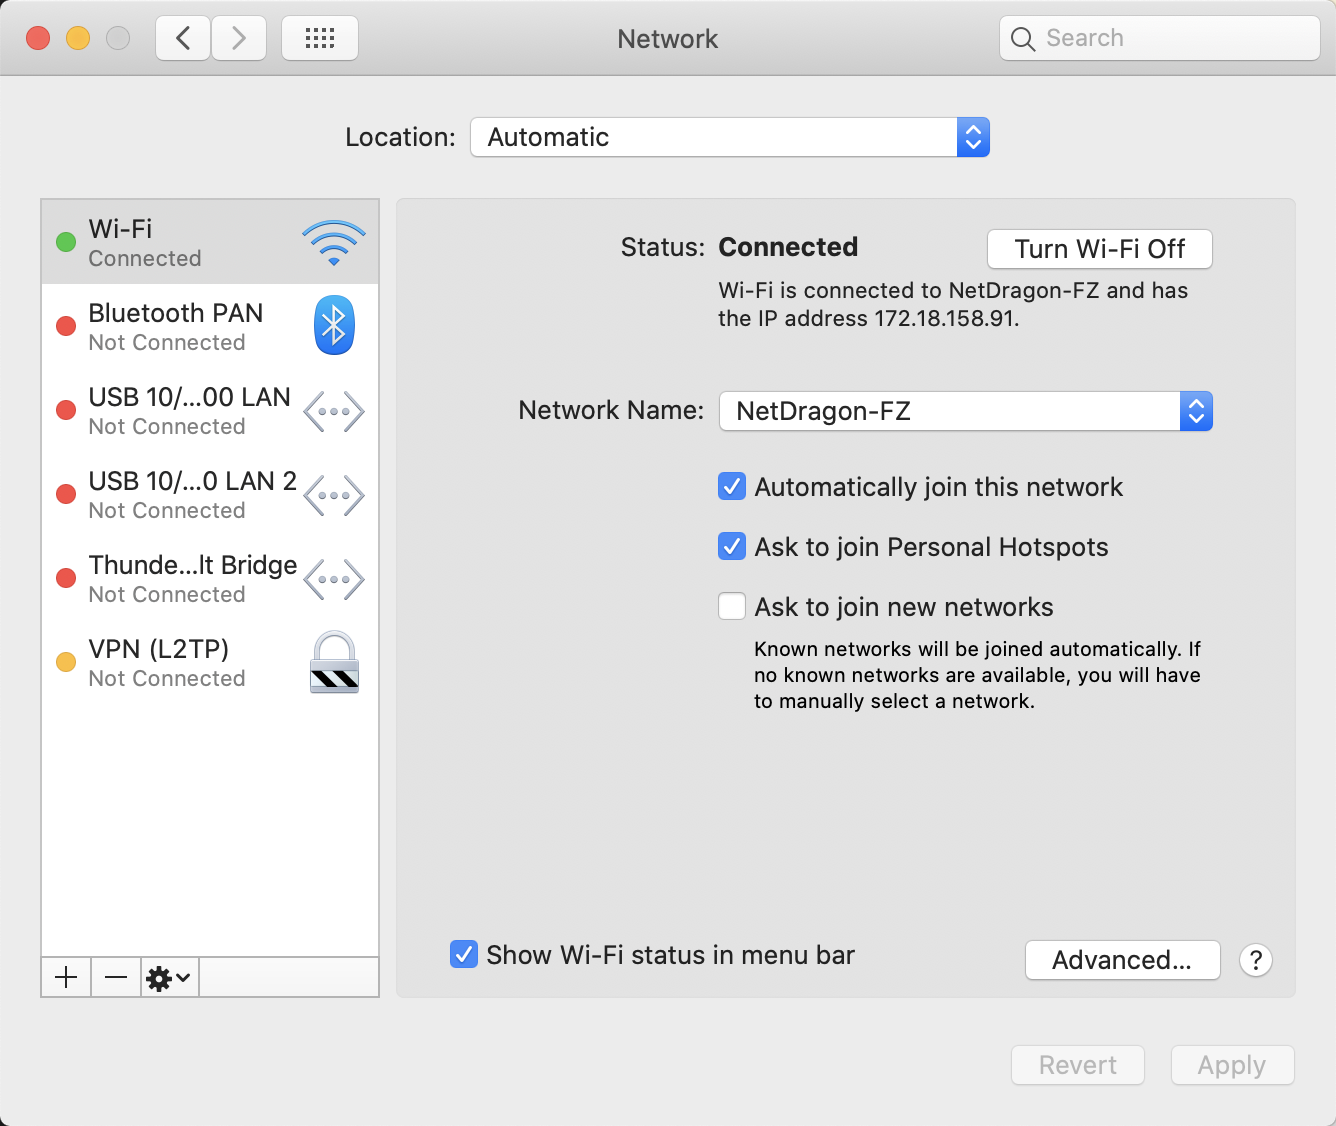 Network
Search
Location:
Automatic
Wi-Fi
Connected
Bluetooth PAN
Not Connected
USB 10/...00 LAN
Not Connected
USB 10/...0 LAN 2
Not Connected
Thunde...lt Bridge
Not Connected
VPN (L2TP)
Not Connected
Status: Connected
Turn Wi-Fi Off
Wi-Fi is connected to NetDragon-FZ and has
the IP address 172.18.158.91.
Network Name:
NetDragon-FZ
Automatically join this network
Ask to join Personal Hotspots
Ask to join new networks
Known networks will be joined automatically. If
no known networks are available, you will have
to manually select a network.
Show Wi-Fi status in menu bar
Advanced...
?
Revert
Apply